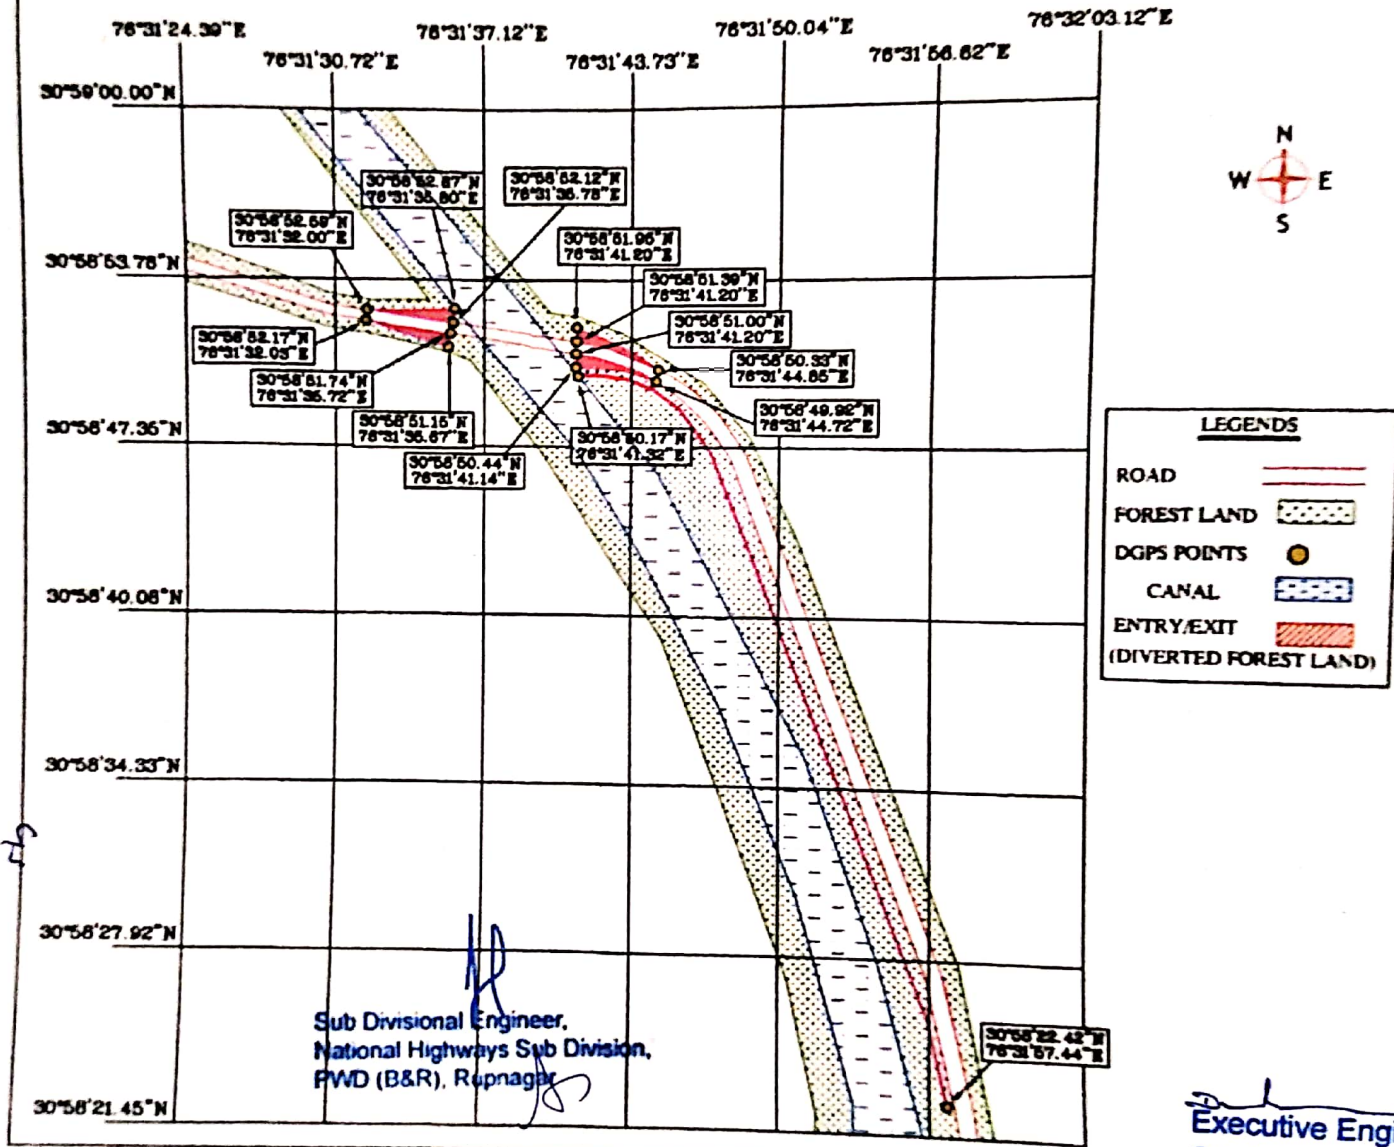 76°31'24.39"E
76°31'37.12"E
76°31'50.04"E
76°32'03.12"E
76°31'30.72"E
76°31'43.73"E
76°31'56.62"E
30°59'00.00"N
N
W
E
S
30°58'52.67"N
76°31'35.80"E
30°58'52.12"N
76°31'35.78"E
30°58'52.59"N
76°31'32.00"E
30°58'51.95"N
76°31'41.20"E
30°58'53.76"N
30°58'51.39"N
76°31'41.20"E
30°58'51.00"N
76°31'41.20"E
30°58'52.17"N
76°31'32.03"E
30°58'50.33"N
76°31'44.85"E
30°58'51.74"N
76°31'35.72"E
30°58'49.92"N
76°31'44.72"E
30°58'51.15"N
76°31'35.67"E
30°58'47.35"N
30°58'50.17"N
76°31'41.32"E
30°58'50.44"N
76°31'41.14"E
LEGENDS
ROAD
FOREST LAND
DGPS POINTS
CANAL
ENTRY/EXIT
(DIVERTED FOREST LAND)
30°58'40.08"N
30°58'34.33"N
30°58'27.92"N
Sub Divisional Engineer,
National Highways Sub Division,
PWD (B&R), Rupnagar
30°58'22.42"N
76°31'57.44"E
30°58'21.45"N
Executive Eng